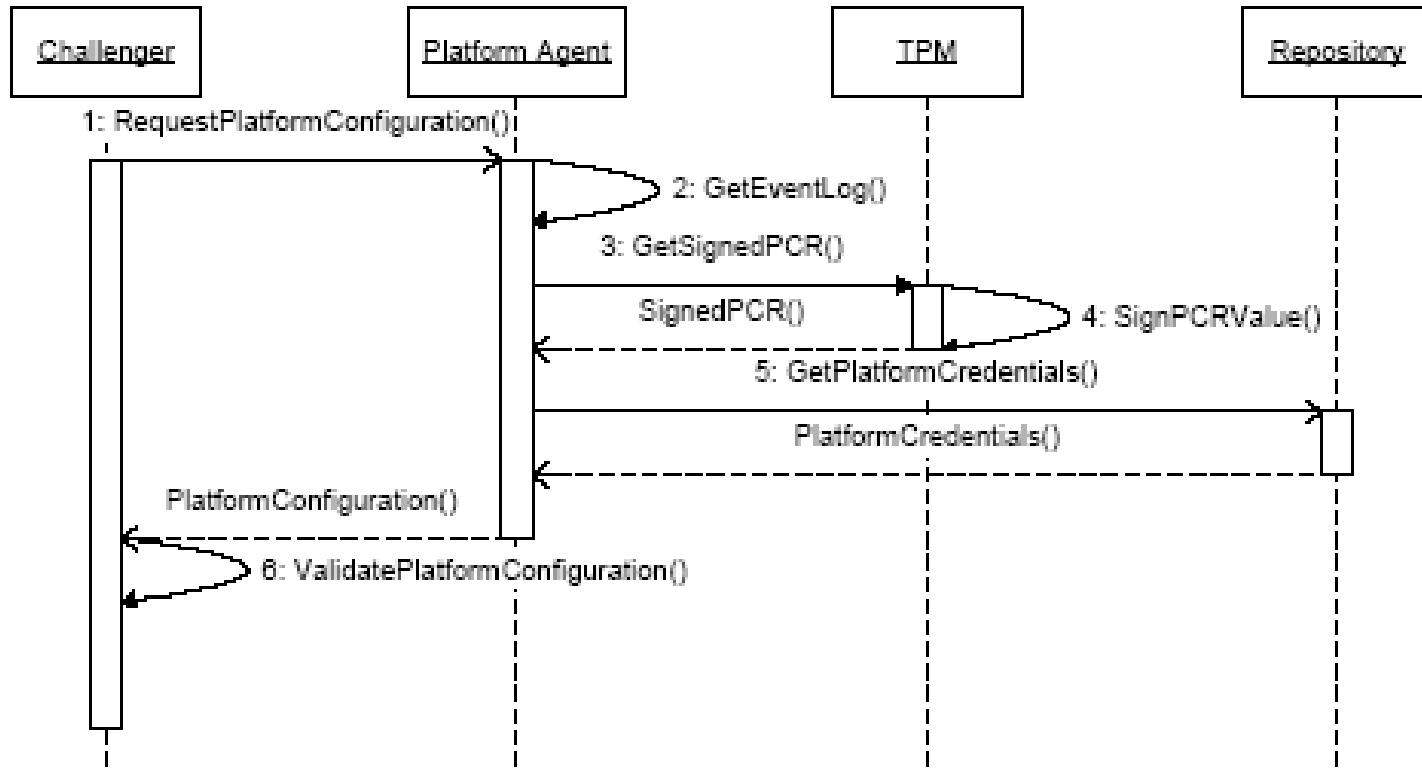 Challenger
Platform Agent
TPM
Repository
1: RequestPlatformConfiguration()
2: GetEventLog()
3: GetSignedPCR()
SignedPCR()
4: SignPCRValue()
5: GetPlatformCredentials()
PlatformCredentials()
PlatformConfiguration()
6: ValidatePlatformConfiguration()